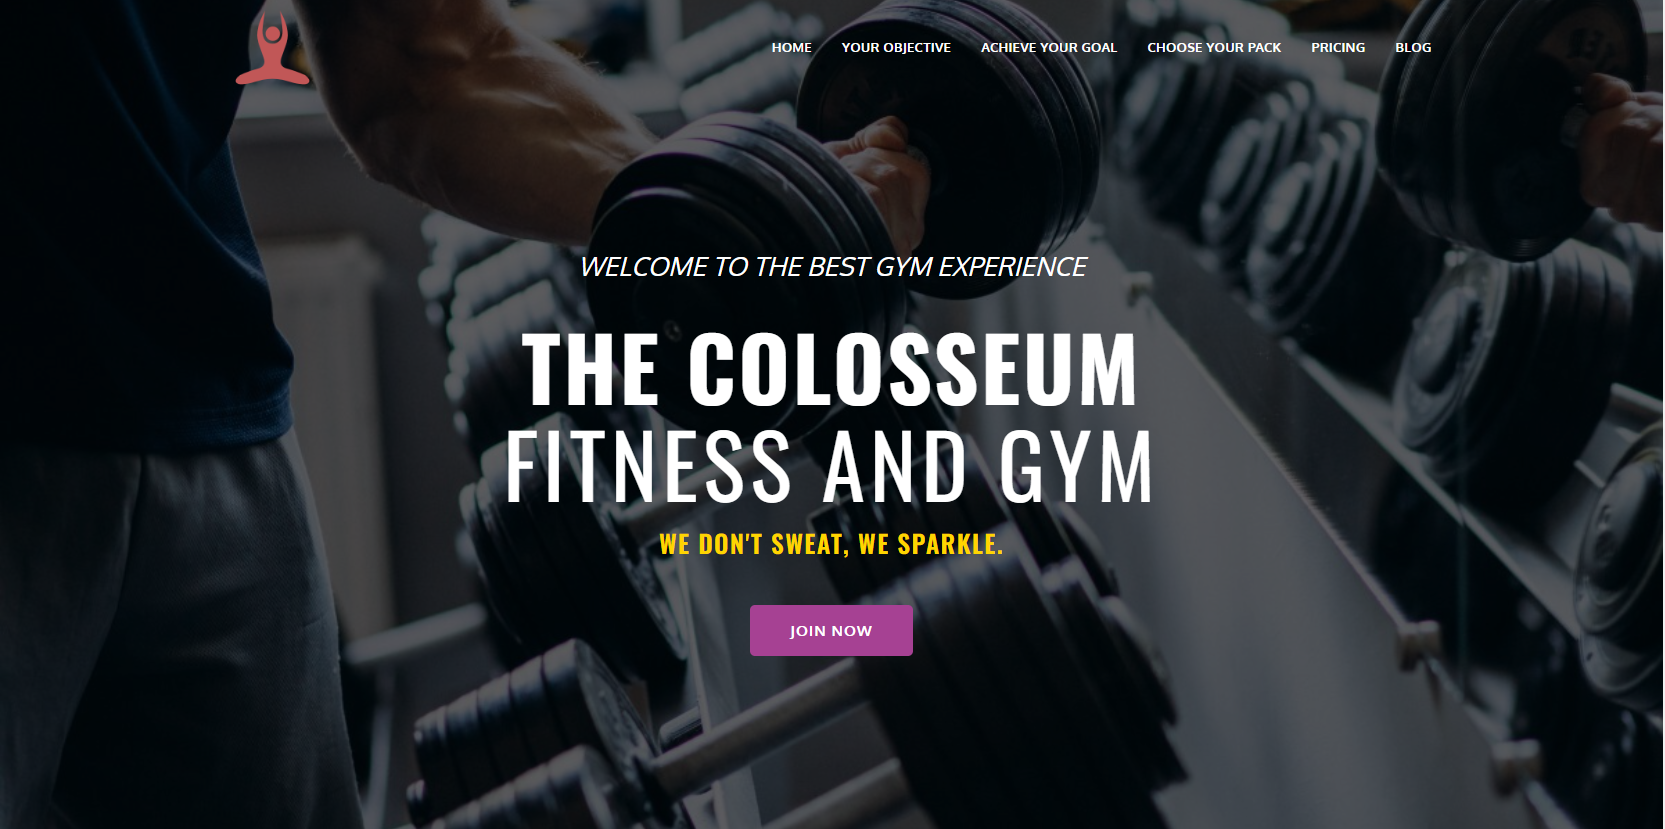 HOME YOUR OBJECTIVE ACHIEVE YOUR GOAL CHOOSE YOUR PACK PRICING BLOG
WELCOME TO THE BEST GYM EXPERIENCE
THE COLOSSEUM
FITNESS AND GYM
WE DON'T SWEAT, WE SPARKLE.
JOIN NOW